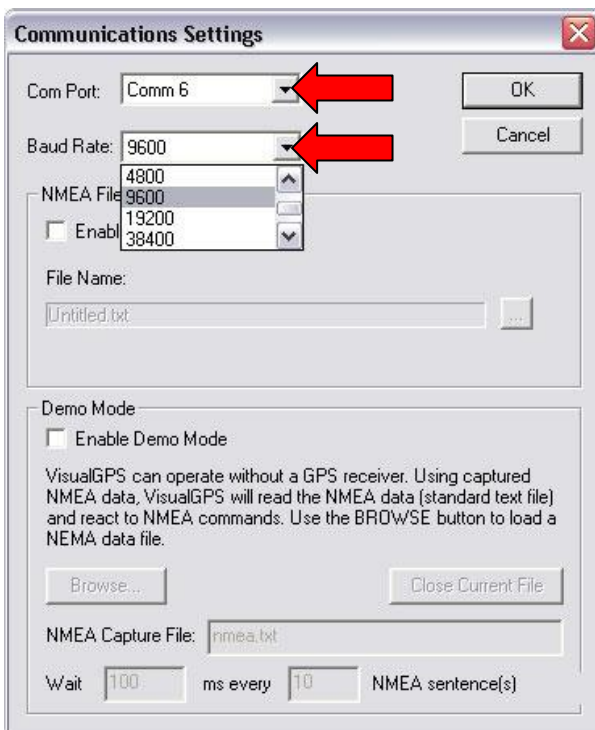 Communications Settings
Com Port: Comm 6
OK
Baud Rate: 9600
Cancel
4800
NMEA File
9600
19200
Enabl
38400
File Name:
Untitled.txt
...
Demo Mode
Enable Demo Mode
VisualGPS can operate without a GPS receiver. Using captured
NMEA data, VisualGPS will read the NMEA data (standard text file)
and react to NMEA commands. Use the BROWSE button to load a
NEMA data file.
Browse...
Close Current File
NMEA Capture File: nmea.txt
Wait 100 ms every 10 NMEA sentence(s)